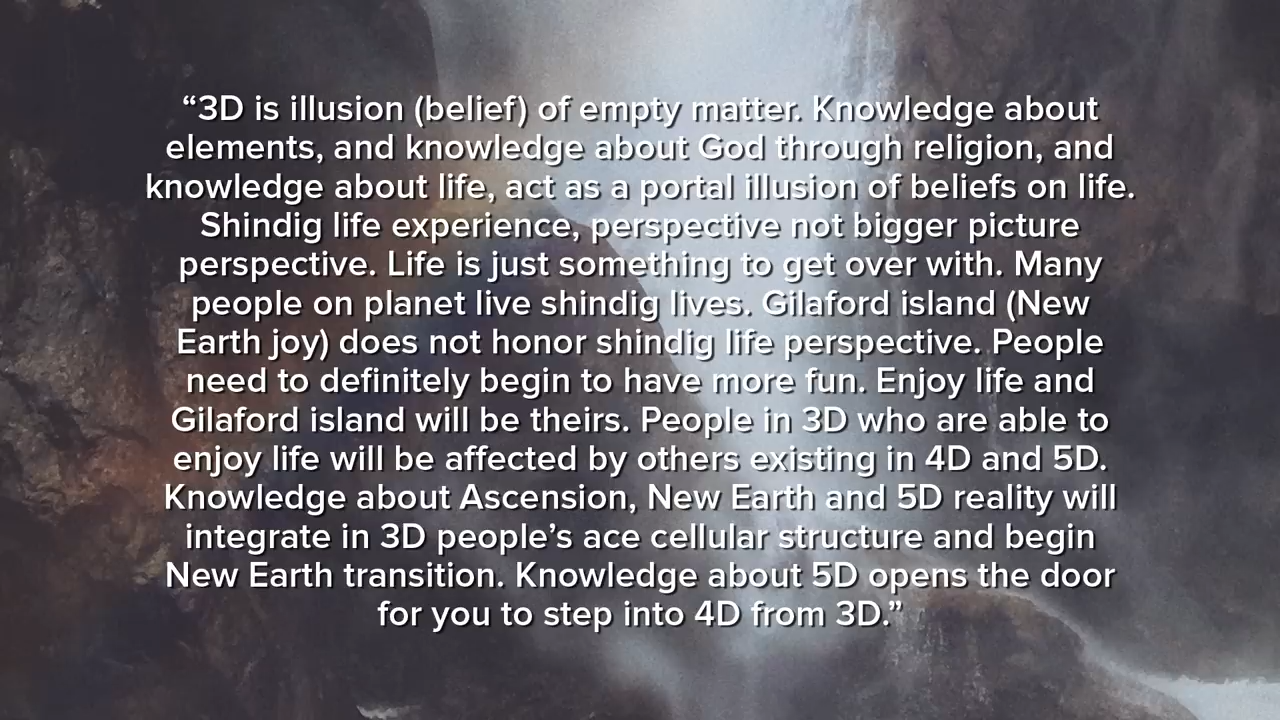 “3D is illusion (belief) of empty matter. Knowledge about
elements, and knowledge about God through religion, and
knowledge about life, act as a portal illusion of beliefs on life.
Shindig life experience, perspective not bigger picture
perspective. Life is just something to get over with. Many
people on planet live shindig lives. Gilaford island (New
Earth joy) does not honor shindig life perspective. People
need to definitely begin to have more fun. Enjoy life and
Gilaford island will be theirs. People in 3D who are able to
enjoy life will be affected by others existing in 4D and 5D.
Knowledge about Ascension, New Earth and 5D reality will
integrate in 3D people’s ace cellular structure and begin
New Earth transition. Knowledge about 5D opens the door
for you to step into 4D from 3D.”